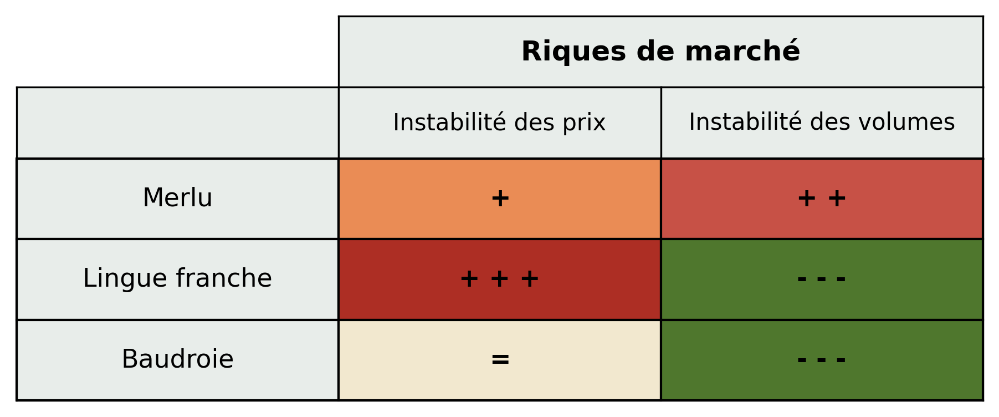 Riques de marché
Instabilité des prix Instabilité des volumes
Merlu + + +
Lingue franche + + + - - -
Baudroie = - - -